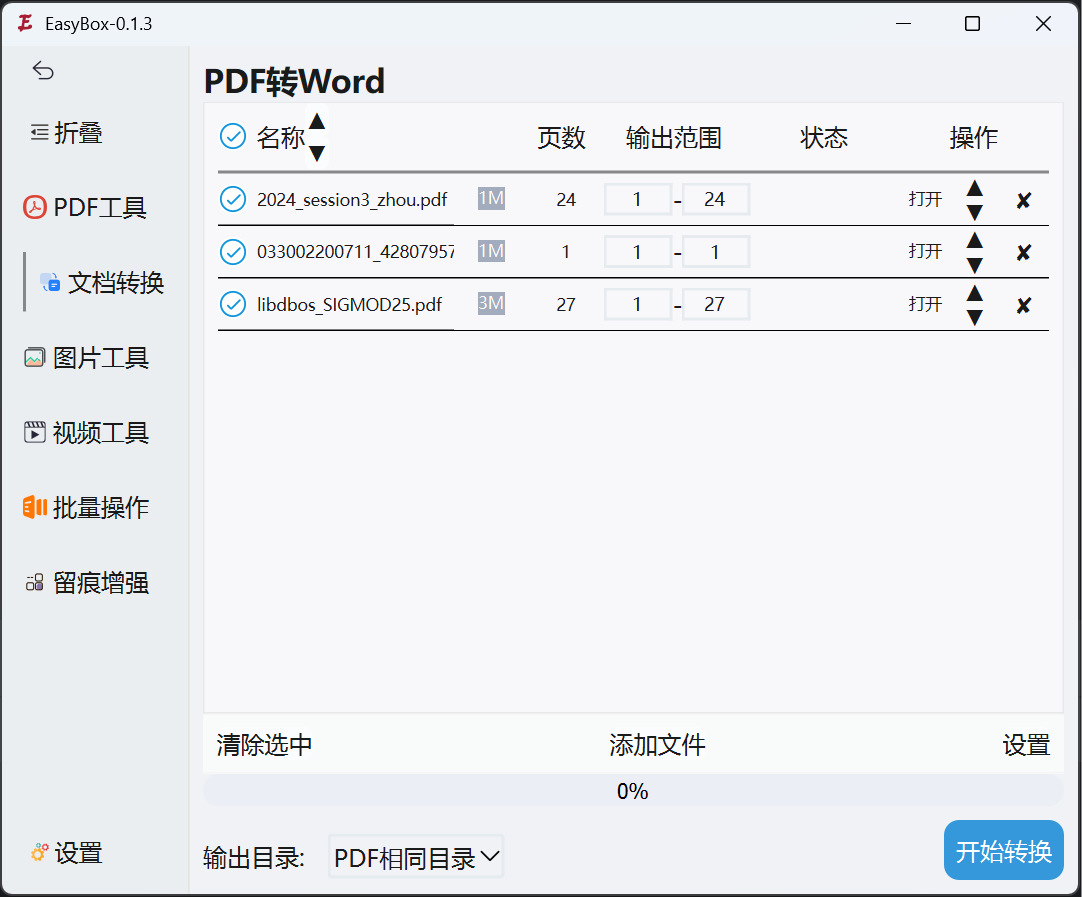 EasyBox-0.1.3
折叠
PDF工具
文档转换
图片工具
视频工具
批量操作
留痕增强
设置
PDF转Word
名称 页数 输出范围 状态 操作
2024_session3_zhou.pdf 1M 24 1 - 24 打开
033002200711_42807957 1M 1 1 - 1 打开
libdbos_SIGMOD25.pdf 3M 27 1 - 27 打开
清除选中 添加文件 设置
0%
输出目录: PDF相同目录 开始转换